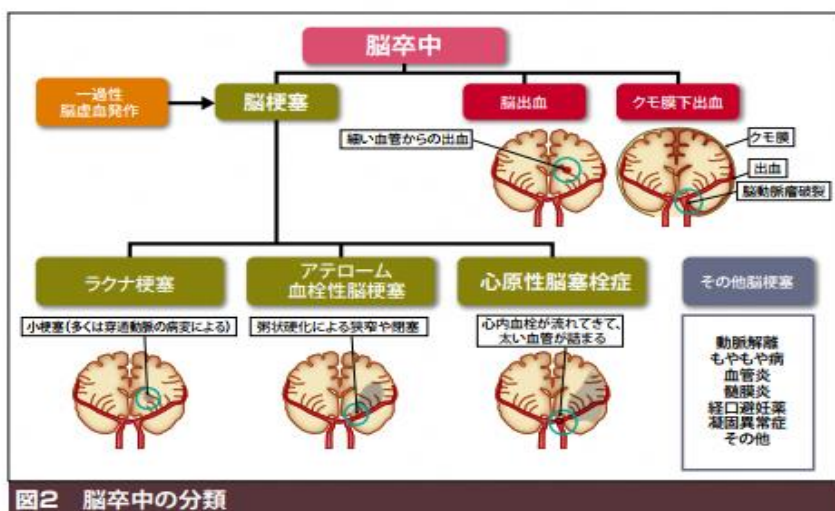 脳卒中
一過性
脳虚血発作
脳梗塞
脳出血
クモ膜下出血
細い血管からの出血
クモ膜
出血
脳動脈瘤破裂
ラクナ梗塞
アテローム
血栓性脳梗塞
心原性脳塞栓症
その他脳梗塞
小梗塞(多くは穿通動脈の病変による)
粥状硬化による狭窄や閉塞
心内血栓が流れてきて、
太い血管が詰まる
動脈解離
もやもや病
血管炎
髄膜炎
経口避妊薬
凝固異常症
その他
図2 脳卒中の分類